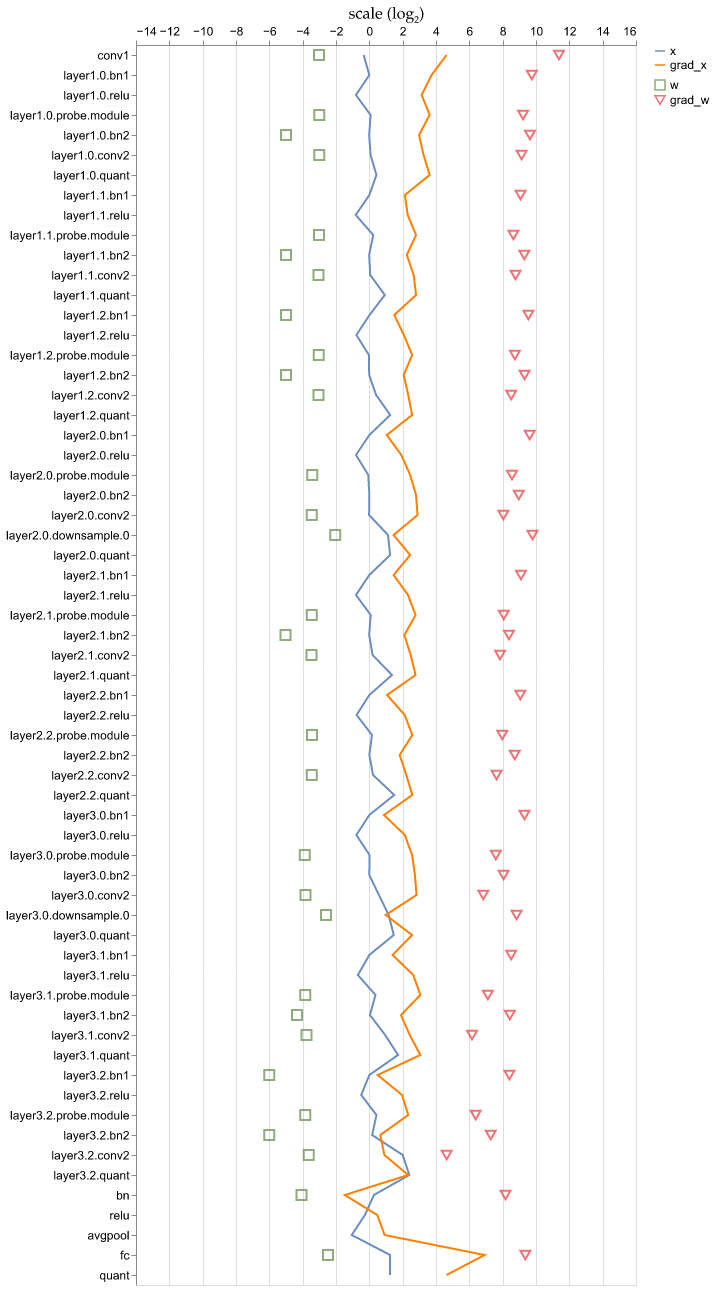 scale (log₂)
−14 −12 −10 −8 −6 −4 −2 0 2 4 6 8 10 12 14 16
x
grad_x
w
grad_w
conv1
layer1.0.bn1
layer1.0.relu
layer1.0.probe.module
layer1.0.bn2
layer1.0.conv2
layer1.0.quant
layer1.1.bn1
layer1.1.relu
layer1.1.probe.module
layer1.1.bn2
layer1.1.conv2
layer1.1.quant
layer1.2.bn1
layer1.2.relu
layer1.2.probe.module
layer1.2.bn2
layer1.2.conv2
layer1.2.quant
layer2.0.bn1
layer2.0.relu
layer2.0.probe.module
layer2.0.bn2
layer2.0.conv2
layer2.0.downsample.0
layer2.0.quant
layer2.1.bn1
layer2.1.relu
layer2.1.probe.module
layer2.1.bn2
layer2.1.conv2
layer2.1.quant
layer2.2.bn1
layer2.2.relu
layer2.2.probe.module
layer2.2.bn2
layer2.2.conv2
layer2.2.quant
layer3.0.bn1
layer3.0.relu
layer3.0.probe.module
layer3.0.bn2
layer3.0.conv2
layer3.0.downsample.0
layer3.0.quant
layer3.1.bn1
layer3.1.relu
layer3.1.probe.module
layer3.1.bn2
layer3.1.conv2
layer3.1.quant
layer3.2.bn1
layer3.2.relu
layer3.2.probe.module
layer3.2.bn2
layer3.2.conv2
layer3.2.quant
bn
relu
avgpool
fc
quant